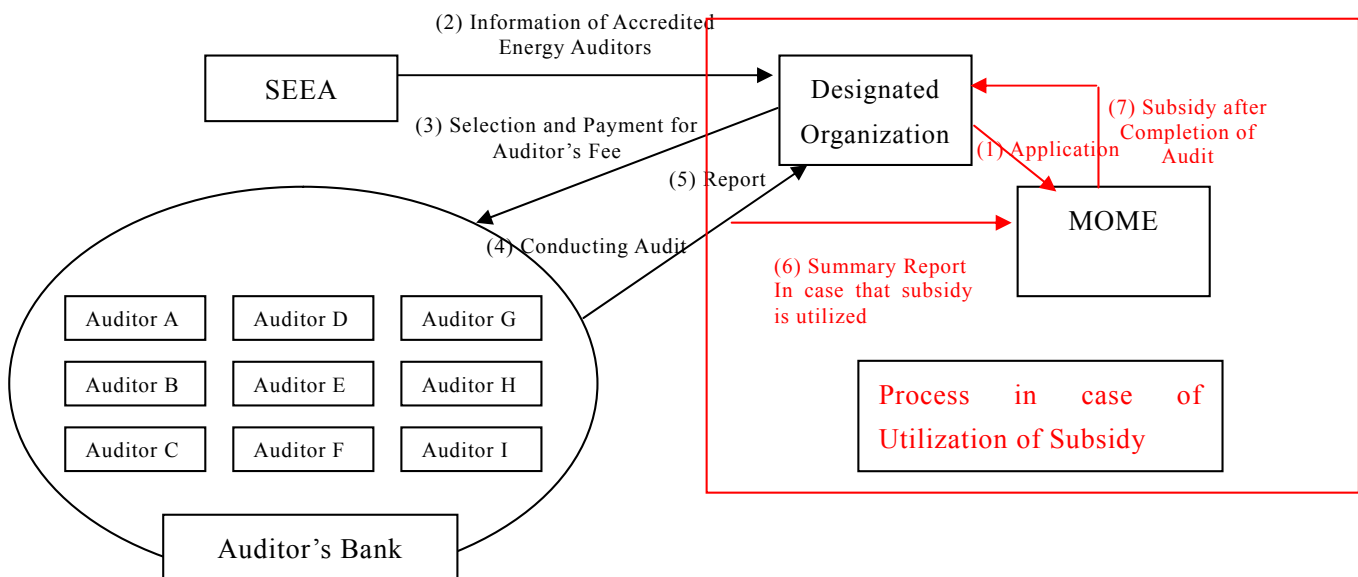 (2) Information of Accredited
Energy Auditors
SEEA
Designated
Organization
(7) Subsidy after
Completion of
Audit
(3) Selection and Payment for
Auditor’s Fee
(1) Application
(5) Report
MOME
(4) Conducting Audit
(6) Summary Report
In case that subsidy
is utilized
Auditor A
Auditor D
Auditor G
Auditor B
Auditor E
Auditor H
Auditor C
Auditor F
Auditor I
Process in case of
Utilization of Subsidy
Auditor’s Bank